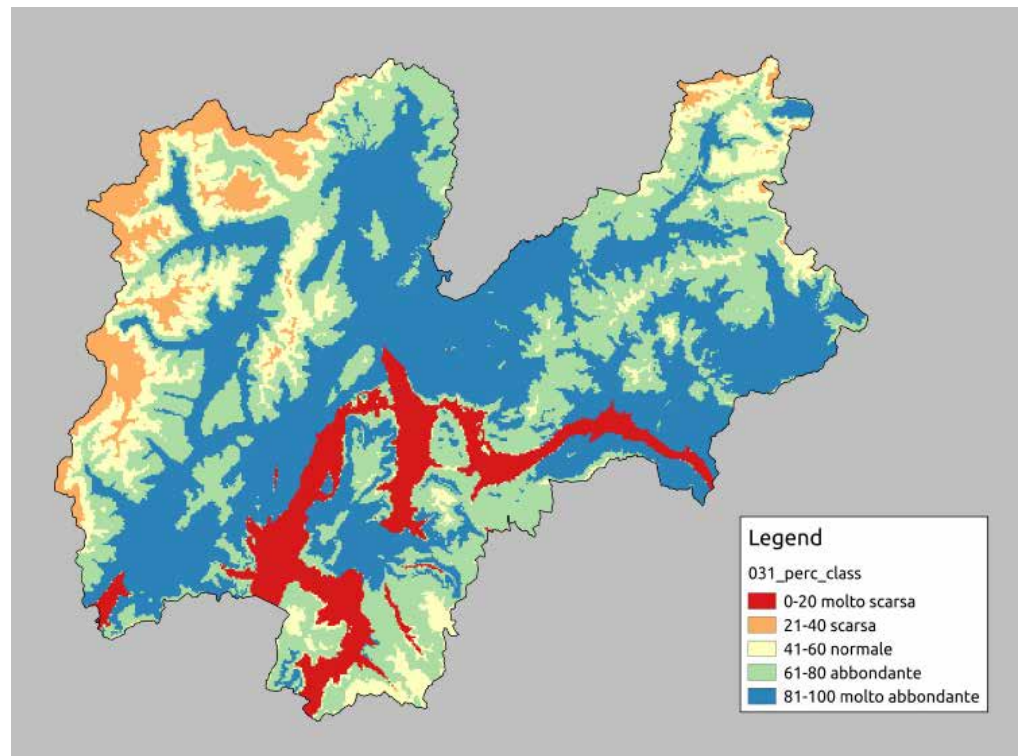 Legend
031_perc_class
0-20 molto scarsa
21-40 scarsa
41-60 normale
61-80 abbondante
81-100 molto abbondante